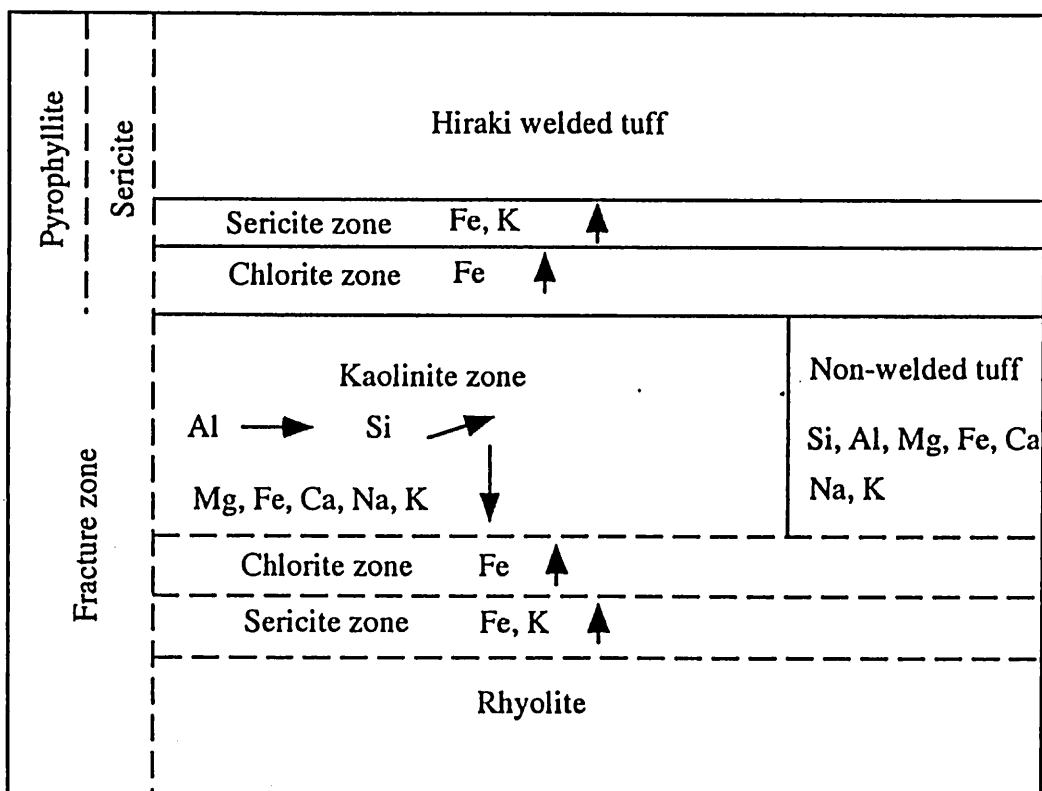 Pyrophyllite
Sericite
Hiraki welded tuff
Sericite zone Fe, K
Chlorite zone Fe
Kaolinite zone
Al Si
Mg, Fe, Ca, Na, K
Non-welded tuff
Si, Al, Mg, Fe, Ca
Na, K
Fracture zone
Chlorite zone Fe
Sericite zone Fe, K
Rhyolite